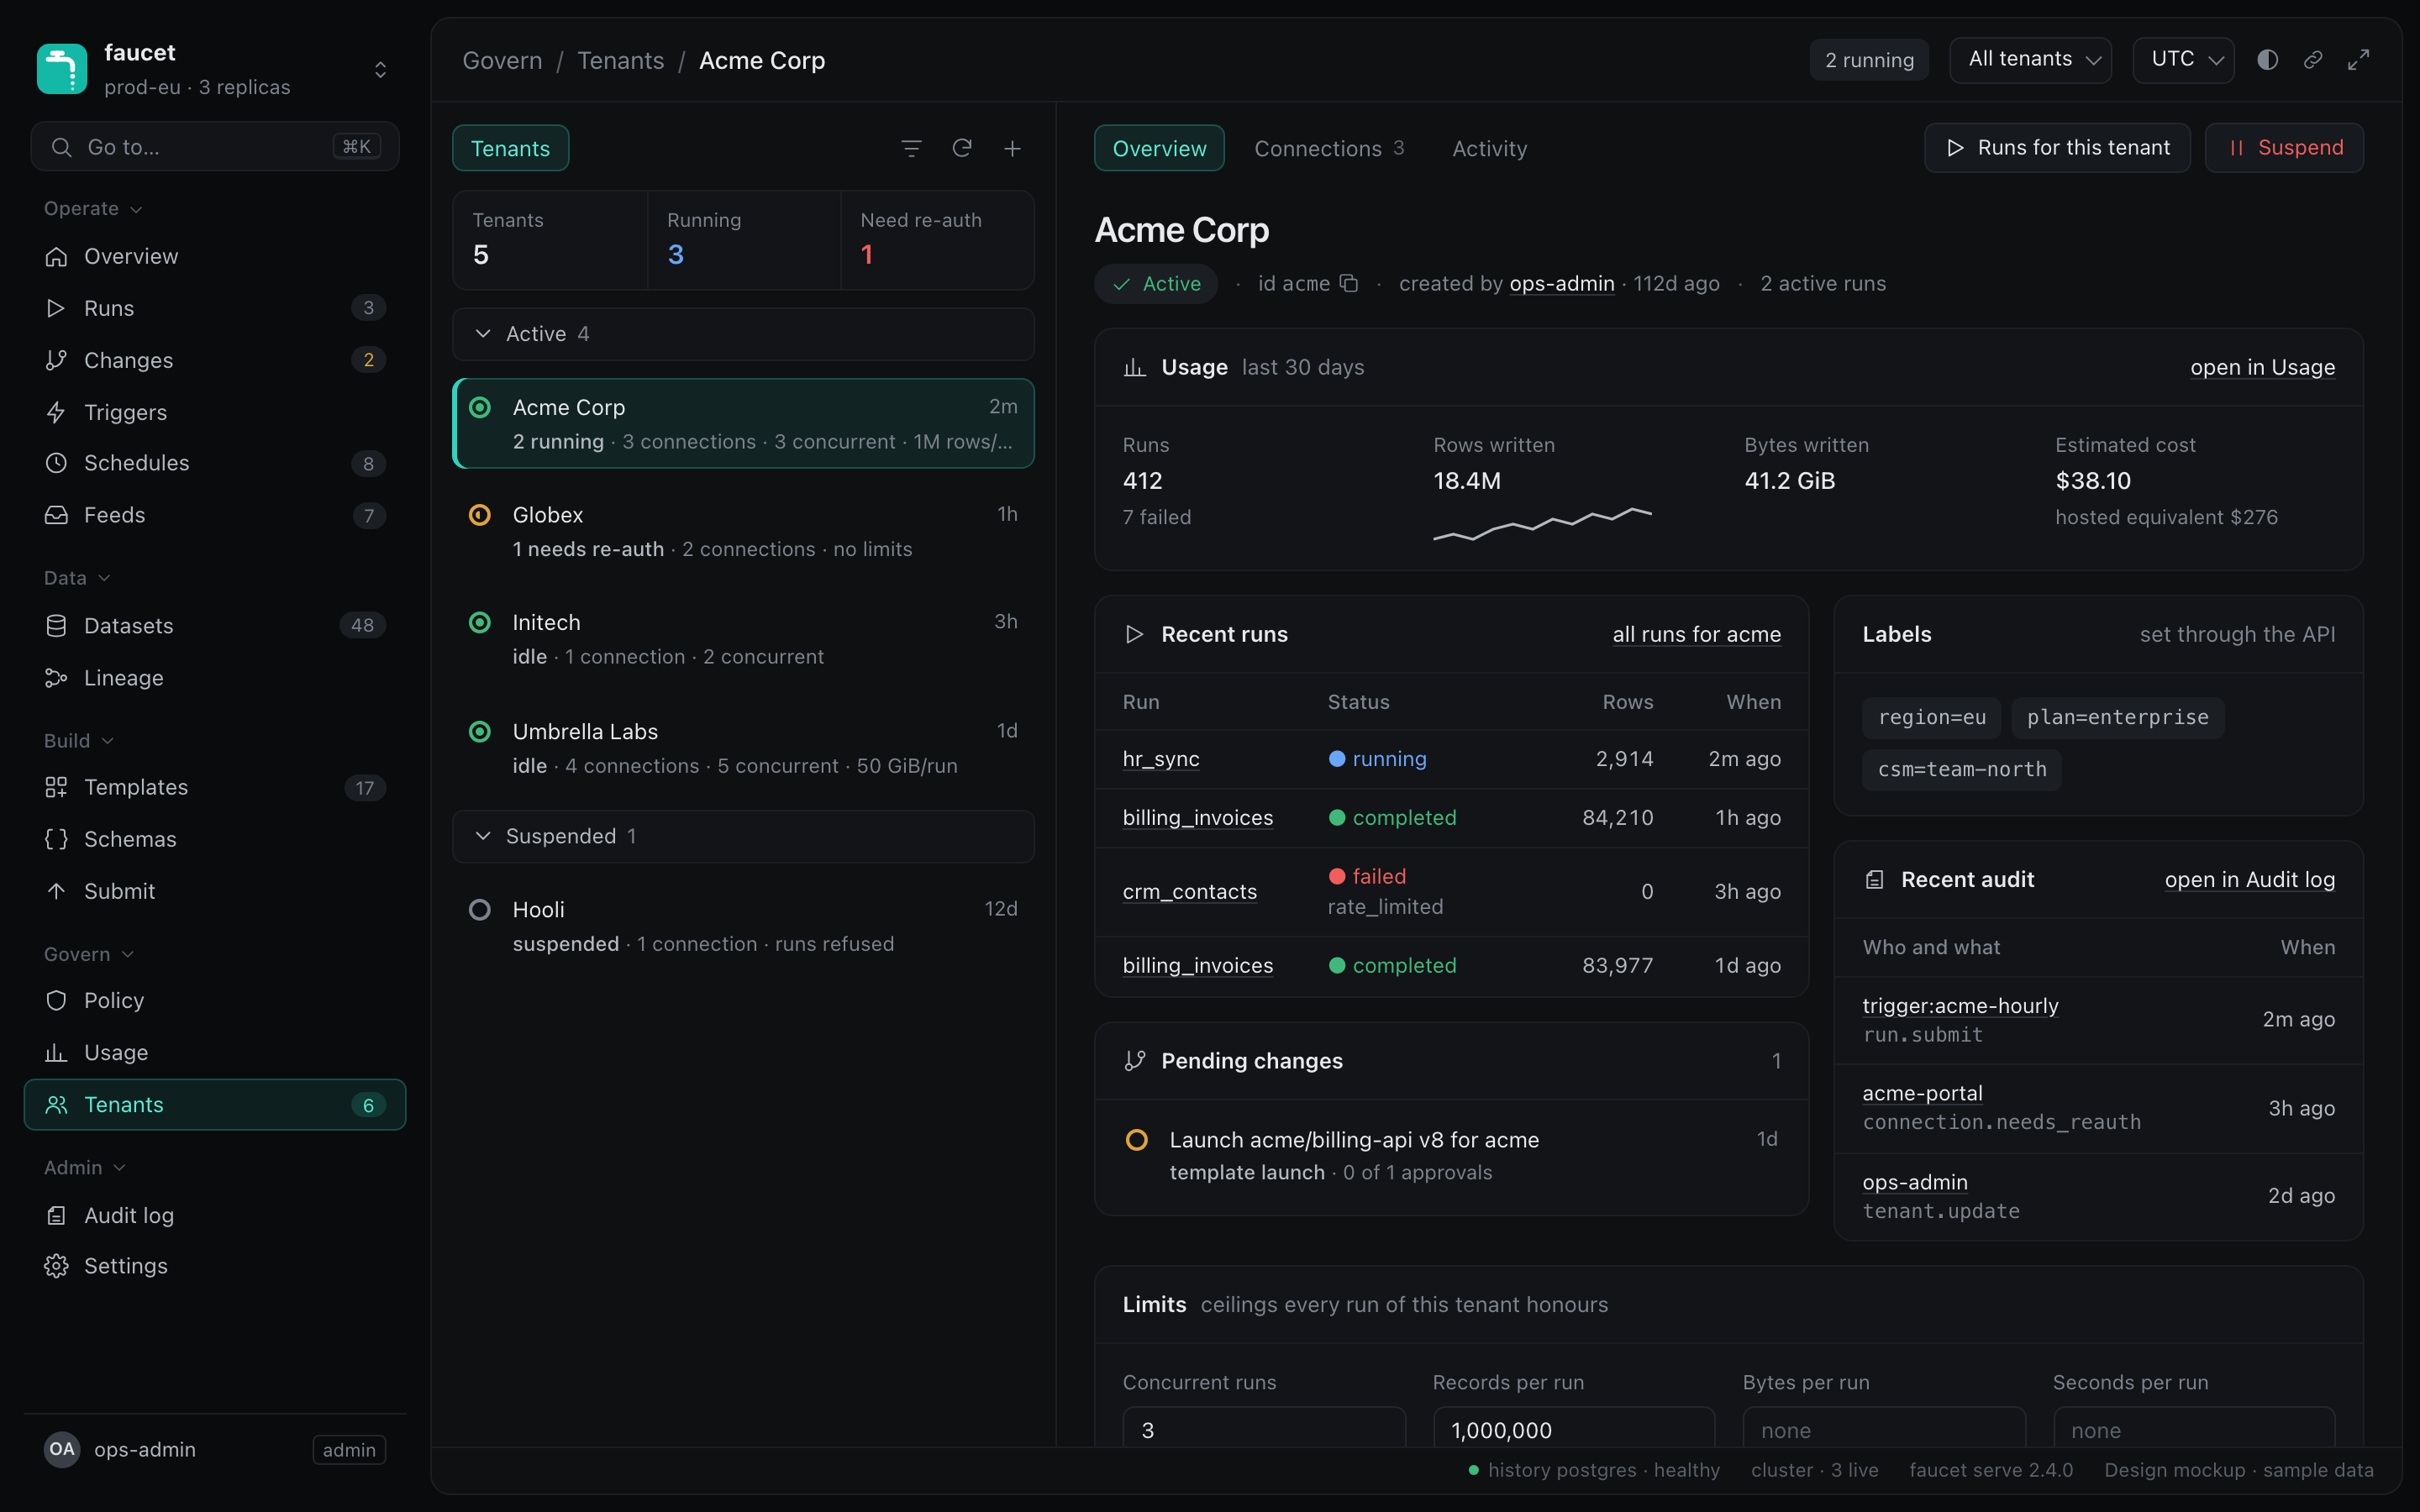 faucet
prod-eu · 3 replicas
Go to... ⌘K
Operate
Overview
Runs 3
Changes 2
Triggers
Schedules 8
Feeds 7
Data
Datasets 48
Lineage
Build
Templates 17
Schemas
Submit
Govern
Policy
Usage
Tenants 6
Admin
Audit log
Settings
OA ops-admin admin
Govern / Tenants / Acme Corp
2 running All tenants UTC
Tenants
Tenants Running Need re-auth
5 3 1
Active 4
Acme Corp 2m
2 running · 3 connections · 3 concurrent · 1M rows/...
Globex 1h
1 needs re-auth · 2 connections · no limits
Initech 3h
idle · 1 connection · 2 concurrent
Umbrella Labs 1d
idle · 4 connections · 5 concurrent · 50 GiB/run
Suspended 1
Hooli 12d
suspended · 1 connection · runs refused
Overview Connections 3 Activity
Runs for this tenant Suspend
Acme Corp
Active · id acme · created by ops-admin · 112d ago · 2 active runs
Usage last 30 days open in Usage
Runs Rows written Bytes written Estimated cost
412 18.4M 41.2 GiB $38.10
7 failed hosted equivalent $276
Recent runs all runs for acme
Run Status Rows When
hr_sync running 2,914 2m ago
billing_invoices completed 84,210 1h ago
crm_contacts failed rate_limited 0 3h ago
billing_invoices completed 83,977 1d ago
Pending changes 1
Launch acme/billing-api v8 for acme 1d
template launch · 0 of 1 approvals
Labels set through the API
region=eu plan=enterprise
csm=team-north
Recent audit open in Audit log
Who and what When
trigger:acme-hourly
run.submit 2m ago
acme-portal
connection.needs_reauth 3h ago
ops-admin
tenant.update 2d ago
Limits ceilings every run of this tenant honours
Concurrent runs Records per run Bytes per run Seconds per run
3 1,000,000 none none
history postgres · healthy cluster · 3 live faucet serve 2.4.0 Design mockup · sample data